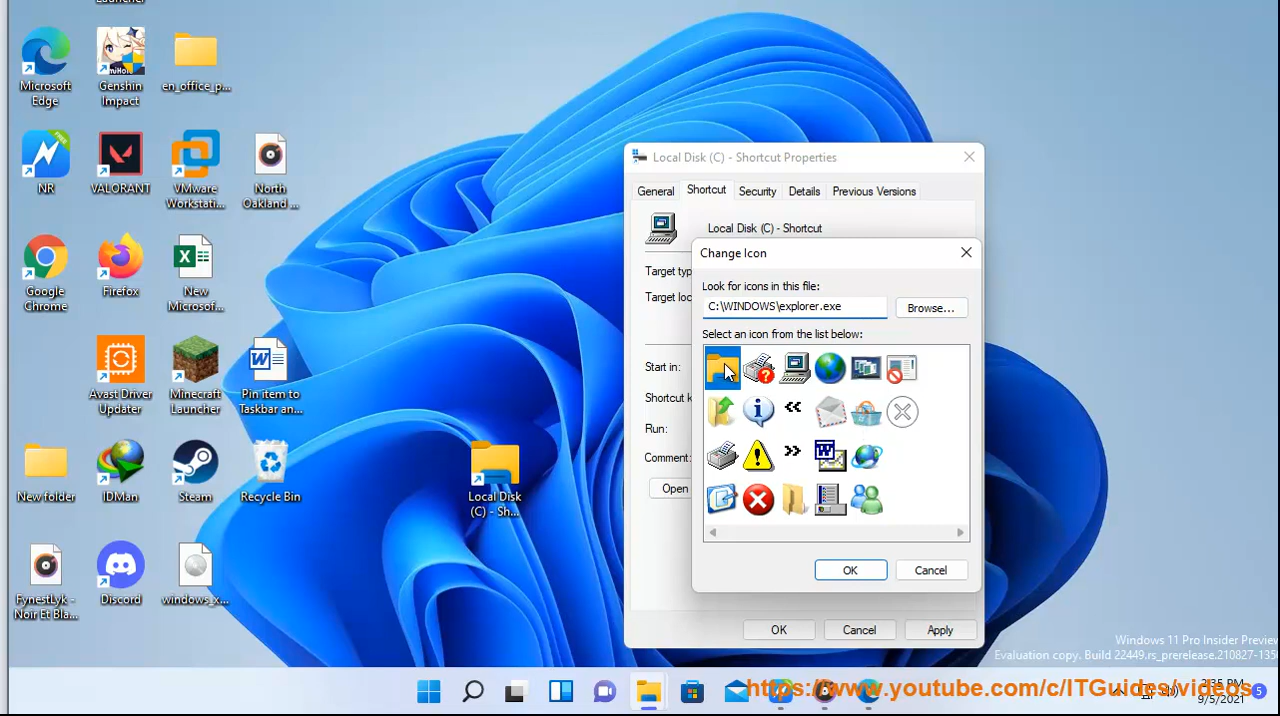 Launcher
Microsoft
Edge
Genshin
Impact
en_office_p...
NR
VALORANT
VMware
Workstati...
North
Oakland ...
Google
Chrome
Firefox
New
Microsof...
Avast Driver
Updater
Minecraft
Launcher
Pin item to
Taskbar an...
New folder
IDMan
Steam
Recycle Bin
FynestLyk -
Noir Et Bla...
Discord
windows_x...
Local Disk
(C) - Sh...
Local Disk (C) - Shortcut Properties
General Shortcut Security Details Previous Versions
Local Disk (C) - Shortcut
Target typ
Target loc
Start in:
Shortcut k
Run:
Comment:
Open
Change Icon
Look for icons in this file:
C:\WINDOWS\explorer.exe
Browse...
Select an icon from the list below:
OK Cancel
OK Cancel Apply
Windows 11 Pro Insider Preview
Evaluation copy. Build 22449.rs_prerelease.210827-135
https://www.youtube.com/c/ITGuides/videos
2:35 PM
9/5/2021
5